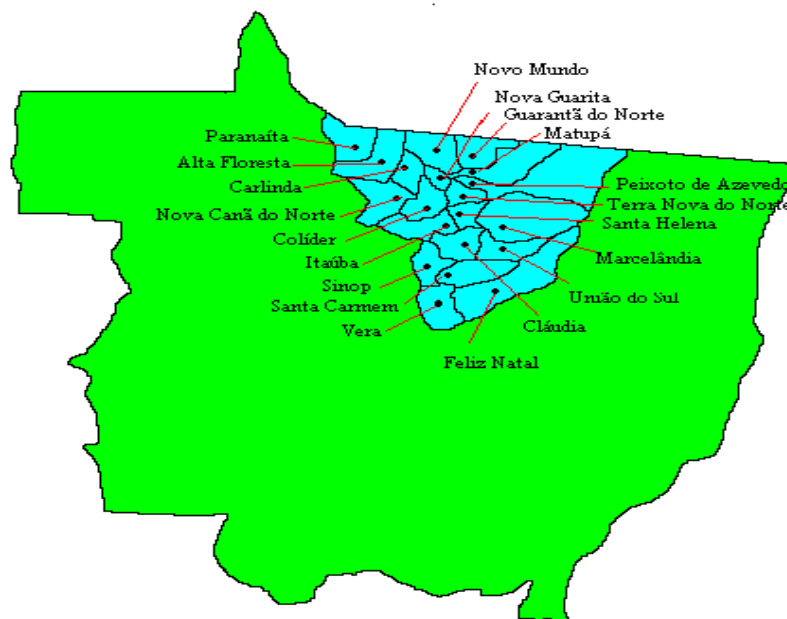 Novo Mundo
Nova Guarita
Guarantã do Norte
Matupá
Paranaíta
Alta Floresta
Carlinda
Peixoto de Azevedo
Terra Nova do Norte
Nova Canã do Norte
Santa Helena
Colíder
Itaúba
Marcelândia
Sinop
União do Sul
Santa Carmem
Cláudia
Vera
Feliz Natal